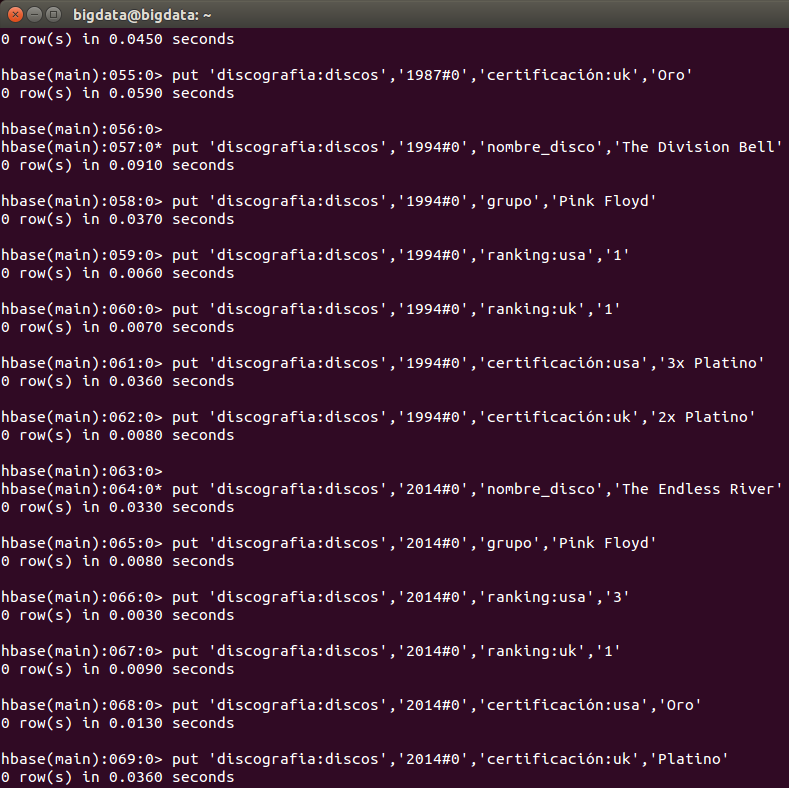 bigdata@bigdata: ~
0 row(s) in 0.0450 seconds
hbase(main):055:0> put 'discografia:discos','1987#0','certificación:uk','Oro'
0 row(s) in 0.0590 seconds
hbase(main):056:0>
hbase(main):057:0* put 'discografia:discos','1994#0','nombre_disco','The Division Bell'
0 row(s) in 0.0910 seconds
hbase(main):058:0> put 'discografia:discos','1994#0','grupo','Pink Floyd'
0 row(s) in 0.0370 seconds
hbase(main):059:0> put 'discografia:discos','1994#0','ranking:usa','1'
0 row(s) in 0.0060 seconds
hbase(main):060:0> put 'discografia:discos','1994#0','ranking:uk','1'
0 row(s) in 0.0070 seconds
hbase(main):061:0> put 'discografia:discos','1994#0','certificación:usa','3x Platino'
0 row(s) in 0.0360 seconds
hbase(main):062:0> put 'discografia:discos','1994#0','certificación:uk','2x Platino'
0 row(s) in 0.0080 seconds
hbase(main):063:0>
hbase(main):064:0* put 'discografia:discos','2014#0','nombre_disco','The Endless River'
0 row(s) in 0.0330 seconds
hbase(main):065:0> put 'discografia:discos','2014#0','grupo','Pink Floyd'
0 row(s) in 0.0080 seconds
hbase(main):066:0> put 'discografia:discos','2014#0','ranking:usa','3'
0 row(s) in 0.0030 seconds
hbase(main):067:0> put 'discografia:discos','2014#0','ranking:uk','1'
0 row(s) in 0.0090 seconds
hbase(main):068:0> put 'discografia:discos','2014#0','certificación:usa','Oro'
0 row(s) in 0.0130 seconds
hbase(main):069:0> put 'discografia:discos','2014#0','certificación:uk','Platino'
0 row(s) in 0.0360 seconds